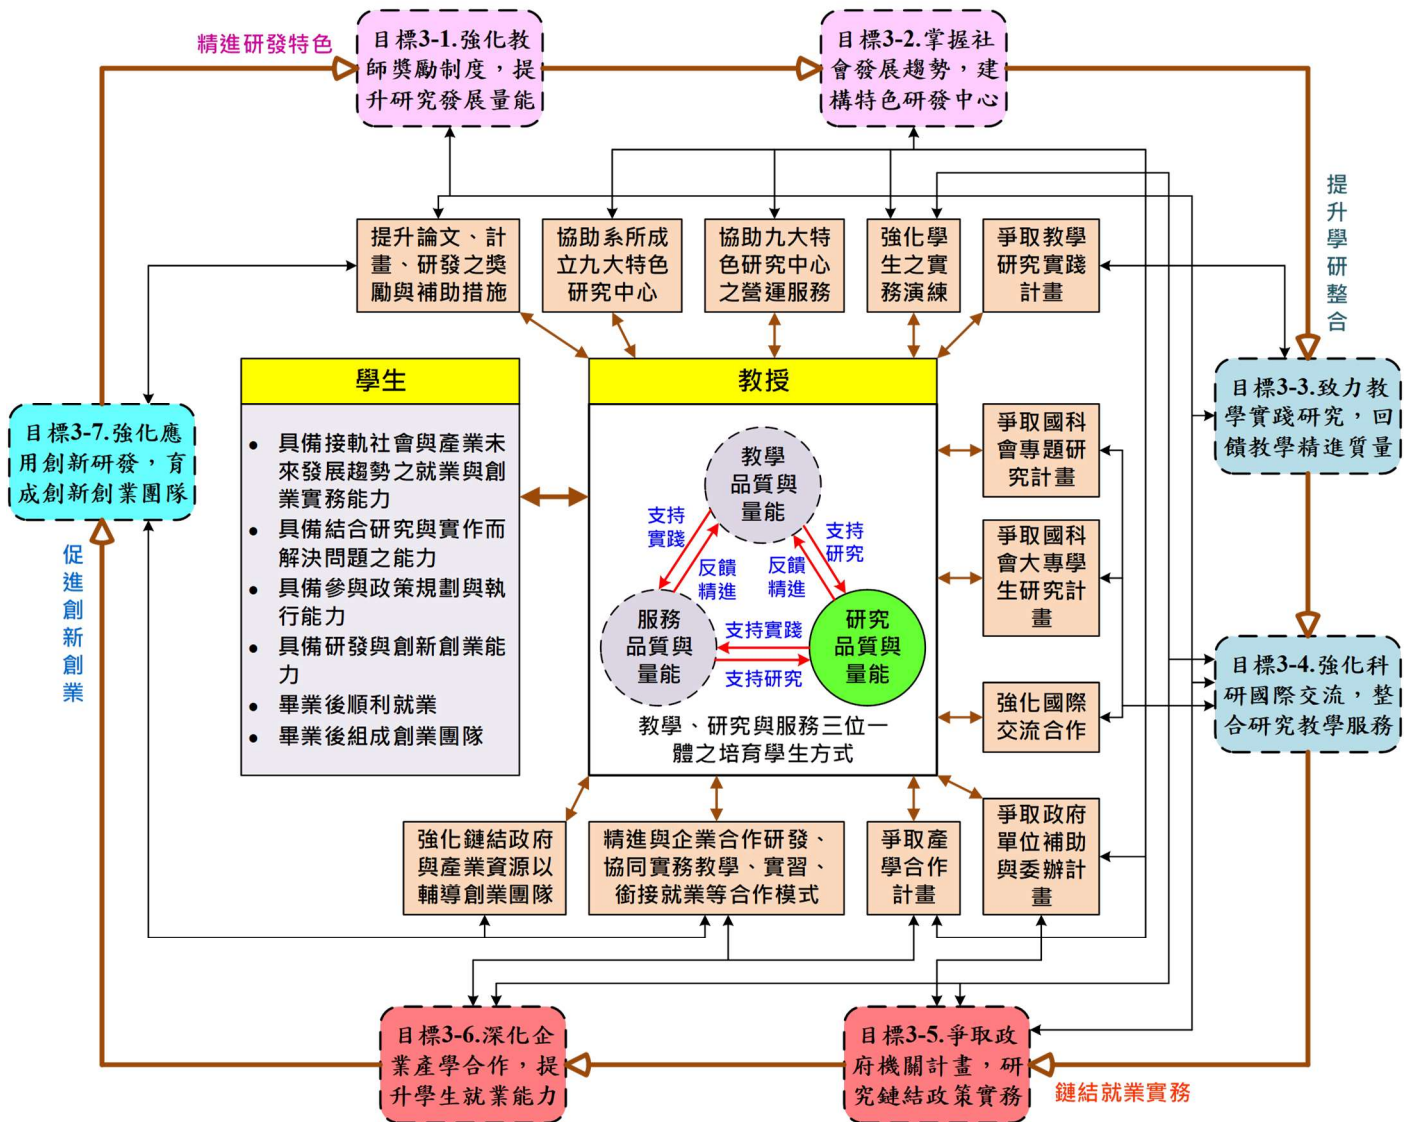 精進研發特色
目標3-1.強化教
師獎勵制度，提
升研究發展量能
目標3-2.掌握社
會發展趨勢，建
構特色研發中心
提升學研整合
提升論文、計
畫、研發之獎
勵與補助措施
協助系所成
立九大特色
研究中心
協助九大特
色研究中心
之營運服務
強化學
生之實
務演練
爭取教學
研究實踐
計畫
學生
• 具備接軌社會與產業未
來發展趨勢之就業與創
業實務能力
• 具備結合研究與實作而
解決問題之能力
• 具備參與政策規劃與執
行能力
• 具備研發與創新創業能
力
• 畢業後順利就業
• 畢業後組成創業團隊
教授
教學
品質與
量能
支持
實踐
反饋
精進
反饋
精進
支持
研究
服務
品質與
量能
支持實踐
支持研究
研究
品質與
量能
教學、研究與服務三位一
體之培育學生方式
爭取國科
會專題研
究計畫
爭取國科
會大專學
生研究計
畫
強化國際
交流合作
目標3-3.致力教
學實踐研究，回
饋教學精進質量
目標3-4.強化科
研國際交流，整
合研究教學服務
目標3-7.強化應
用創新研發，育
成創新創業團隊
促進創新創業
強化鏈結政府
與產業資源以
輔導創業團隊
精進與企業合作研發、
協同實務教學、實習、
銜接就業等合作模式
爭取產
學合作
計畫
爭取政府
單位補助
與委辦計
畫
目標3-6.深化企
業產學合作，提
升學生就業能力
目標3-5.爭取政
府機關計畫，研
究鏈結政策實務
鏈結就業實務